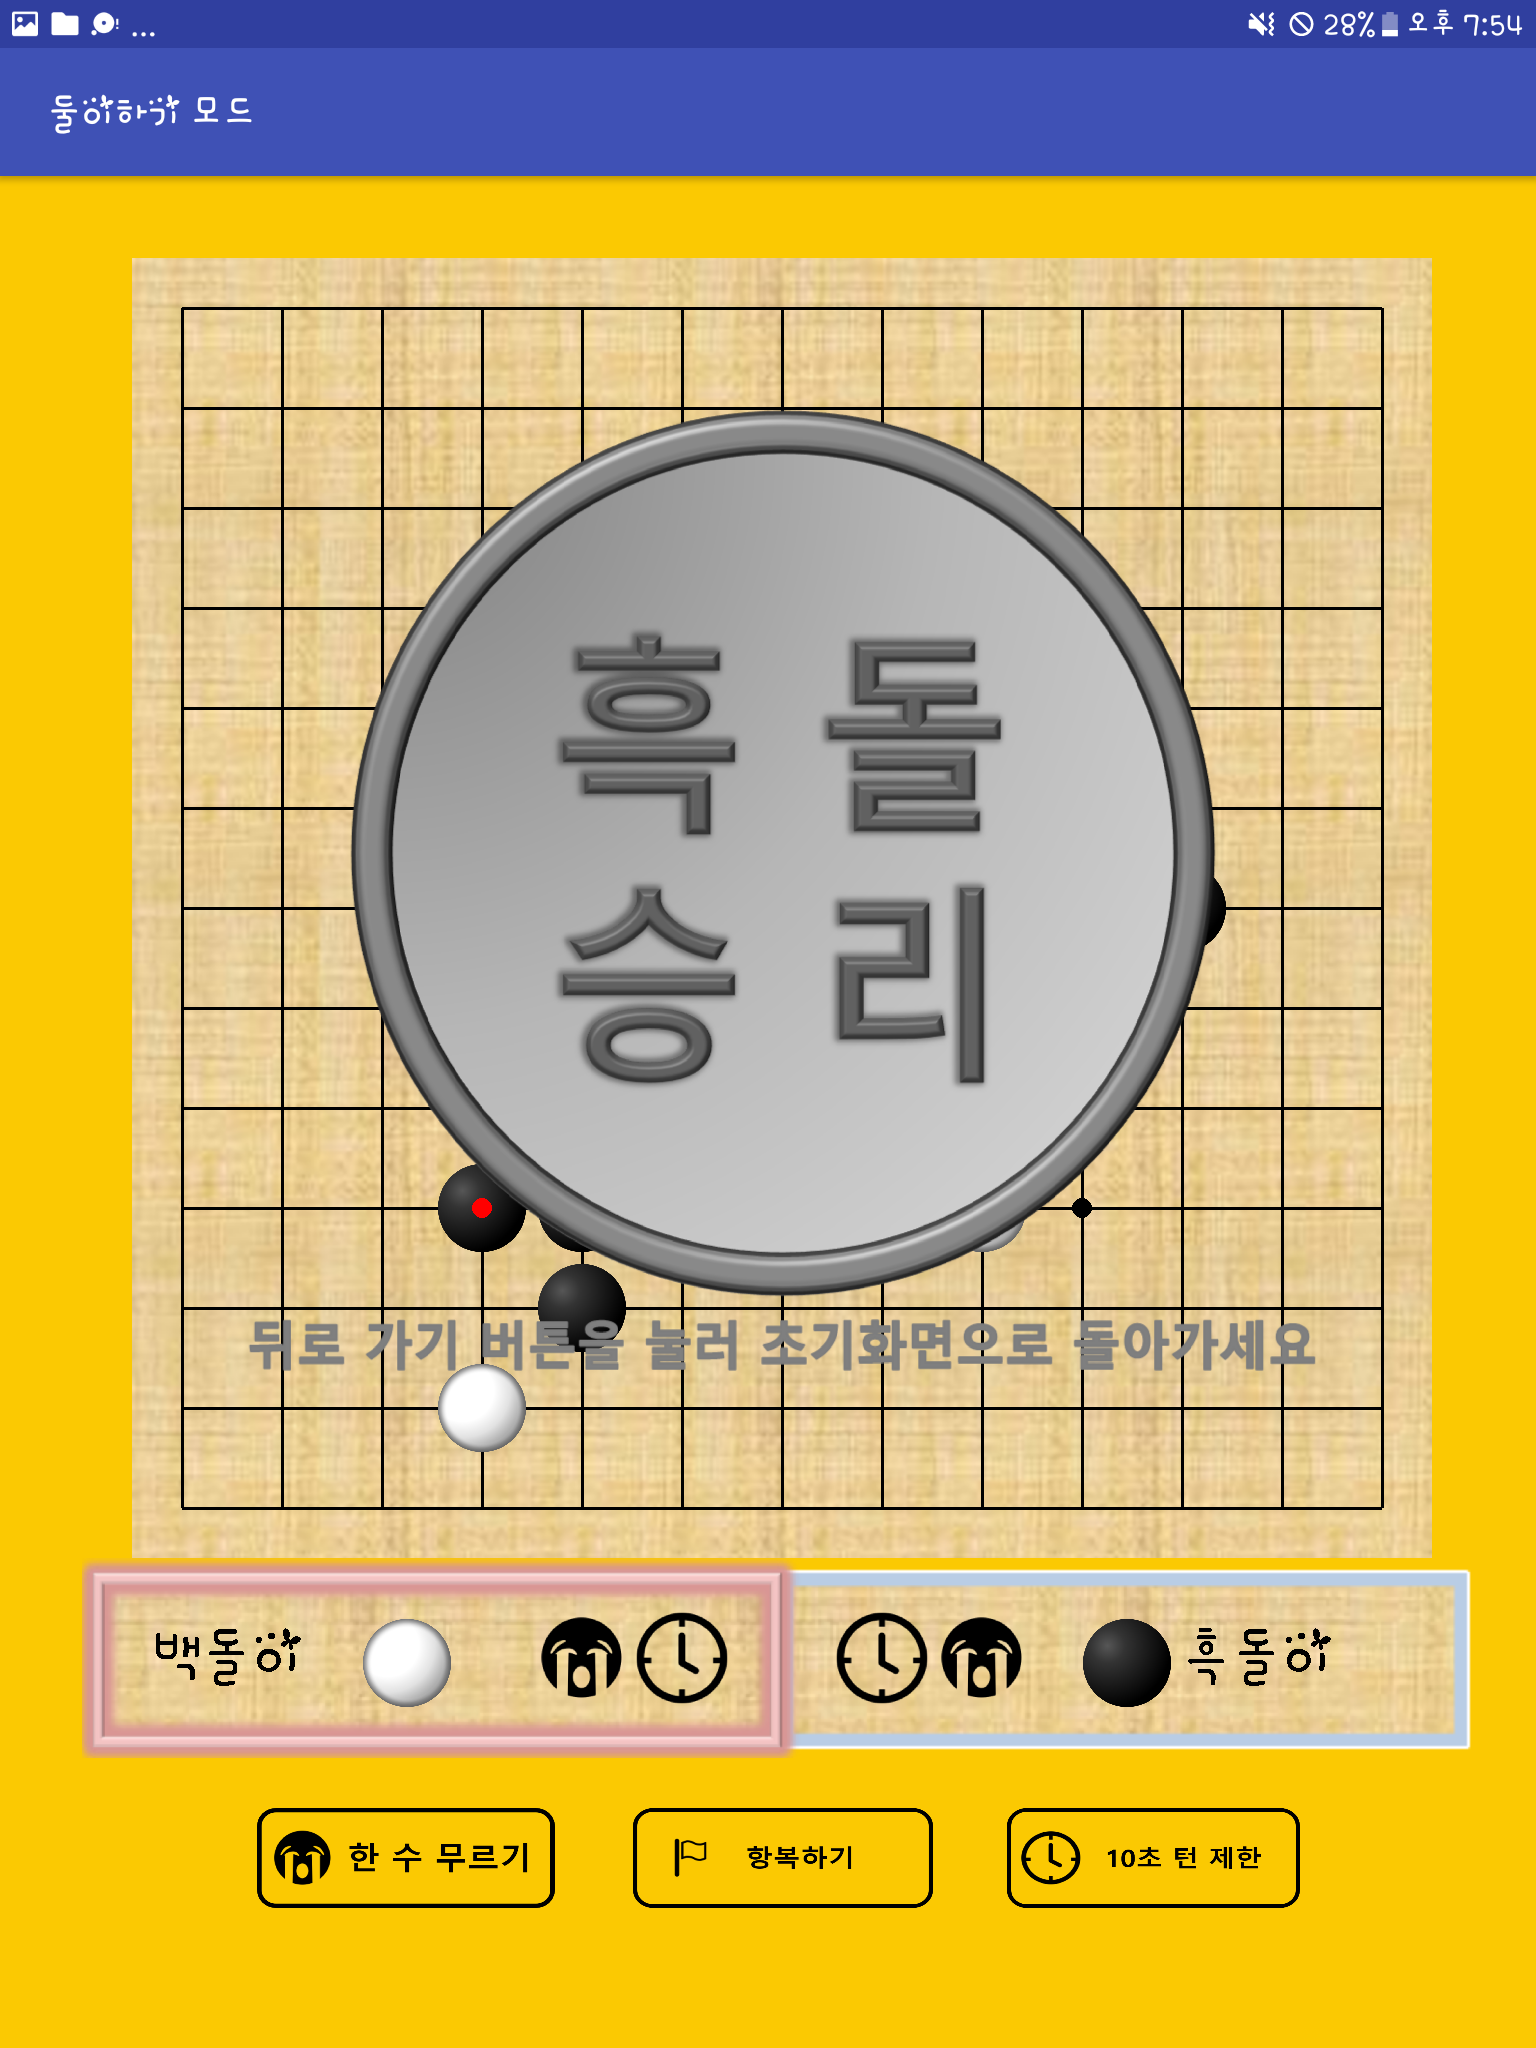 28% 오후 7:54
둘이하기 모드
흑 돌
승 리
뒤로 가기 버튼을 눌러 초기화면으로 돌아가세요
백돌이
흑돌이
한 수 무르기
항복하기
10초 턴 제한